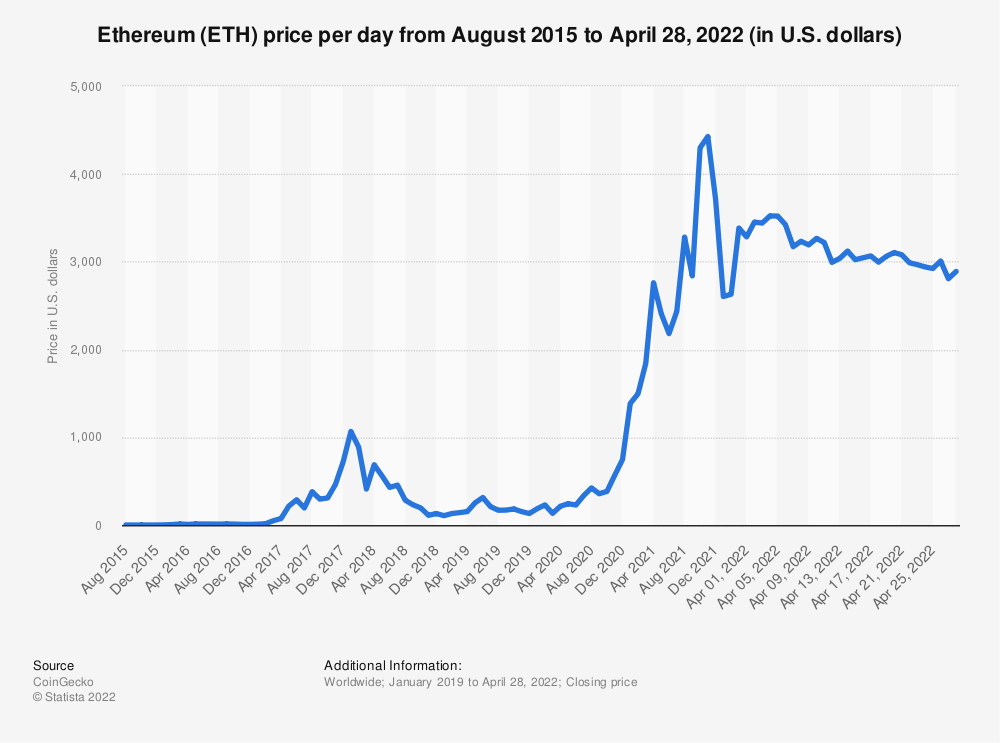 Ethereum (ETH) price per day from August 2015 to April 28, 2022 (in U.S. dollars)
Price in U.S. dollars
5,000
4,000
3,000
2,000
1,000
0
Aug 2015
Dec 2015
Apr 2016
Aug 2016
Dec 2016
Apr 2017
Aug 2017
Dec 2017
Apr 2018
Aug 2018
Dec 2018
Apr 2019
Aug 2019
Dec 2019
Apr 2020
Aug 2020
Dec 2020
Apr 2021
Aug 2021
Dec 2021
Apr 01, 2022
Apr 05, 2022
Apr 09, 2022
Apr 13, 2022
Apr 17, 2022
Apr 21, 2022
Apr 25, 2022
Source
CoinGecko
© Statista 2022
Additional Information:
Worldwide; January 2019 to April 28, 2022; Closing price